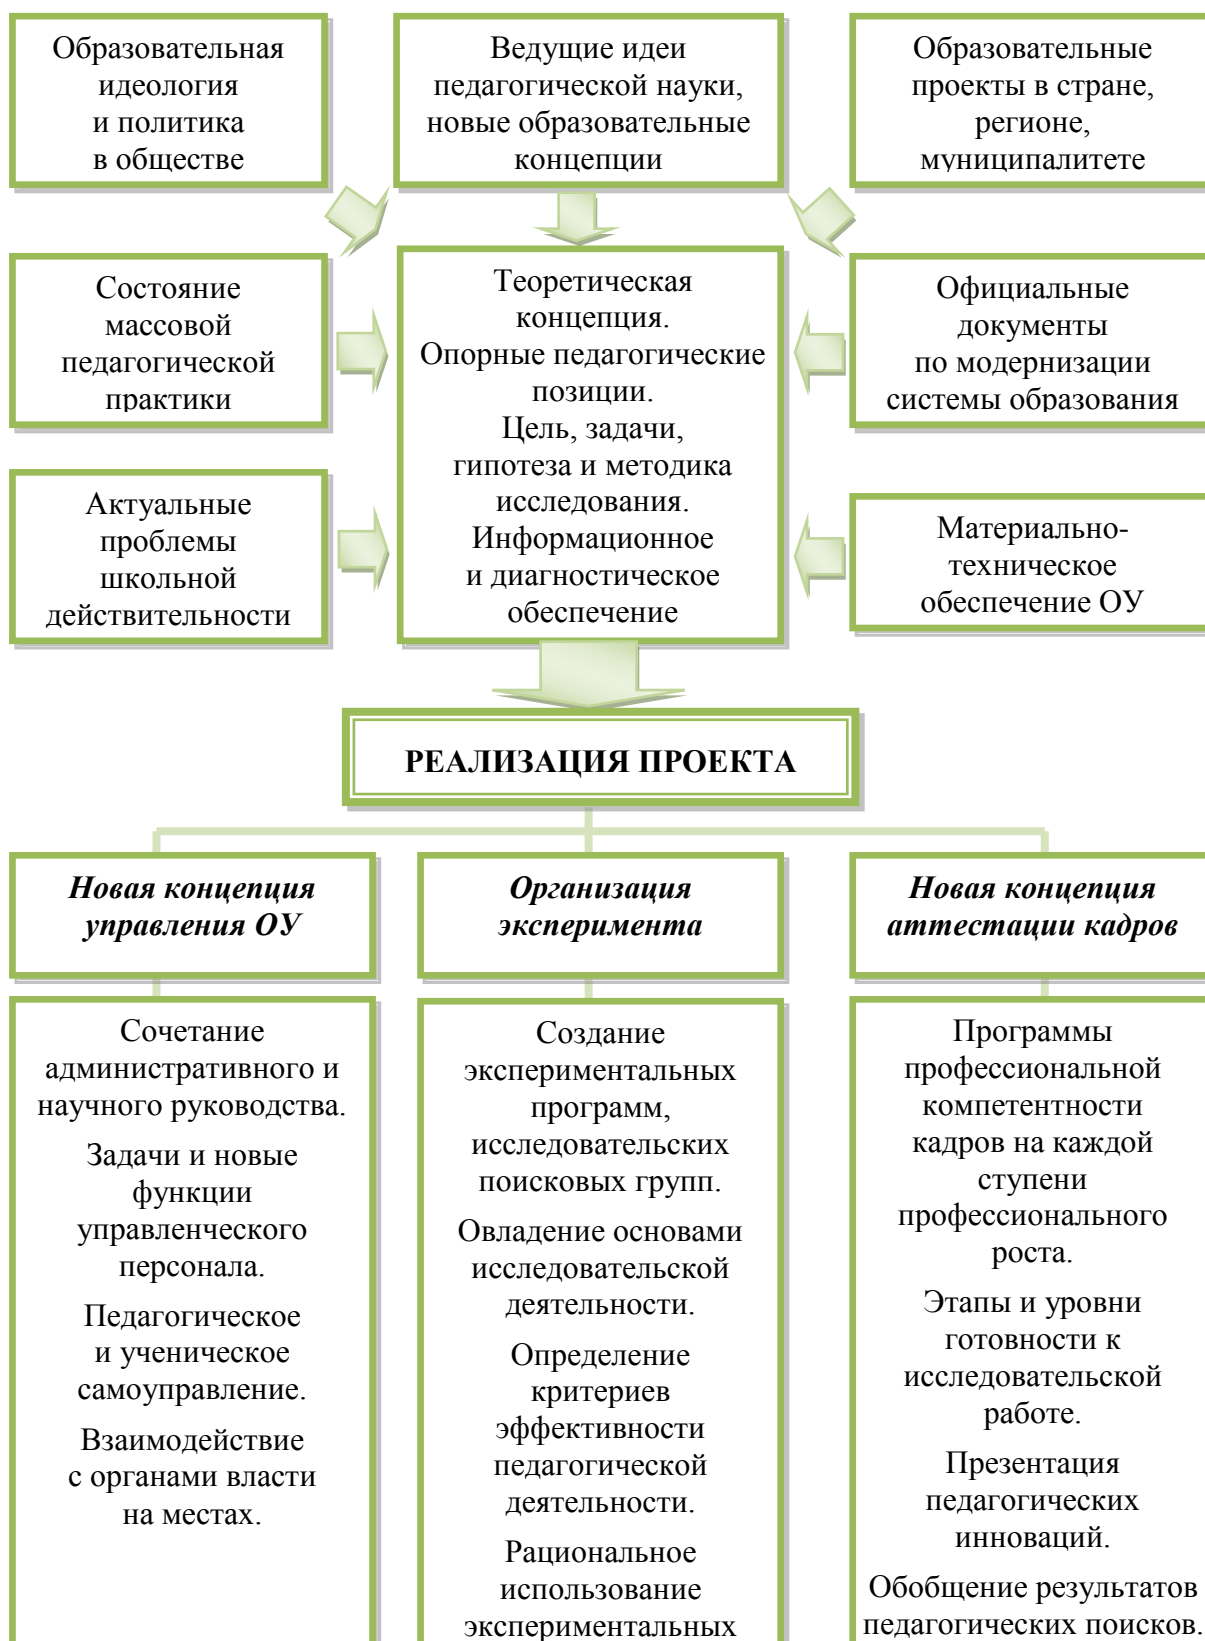 Образовательная
идеология
и политика
в обществе
Ведущие идеи
педагогической науки,
новые образовательные
концепции
Образовательные
проекты в стране,
регионе,
муниципалитете
Состояние
массовой
педагогической
практики
Теоретическая
концепция.
Опорные педагогические
позиции.
Цель, задачи,
гипотеза и методика
исследования.
Информационное
и диагностическое
обеспечение
Официальные
документы
по модернизации
системы образования
Актуальные
проблемы
школьной
действительности
Материально-
техническое
обеспечение ОУ
РЕАЛИЗАЦИЯ ПРОЕКТА
Новая концепция
управления ОУ
Организация
эксперимента
Новая концепция
аттестации кадров
Сочетание
административного и
научного руководства.
Задачи и новые
функции
управленческого
персонала.
Педагогическое
и ученическое
самоуправление.
Взаимодействие
с органами власти
на местах.
Создание
экспериментальных
программ,
исследовательских
поисковых групп.
Овладение основами
исследовательской
деятельности.
Определение
критериев
эффективности
педагогической
деятельности.
Рациональное
использование
экспериментальных
Программы
профессиональной
компетентности
кадров на каждой
ступени
профессионального
роста.
Этапы и уровни
готовности к
исследовательской
работе.
Презентация
педагогических
инноваций.
Обобщение результатов
педагогических поисков.